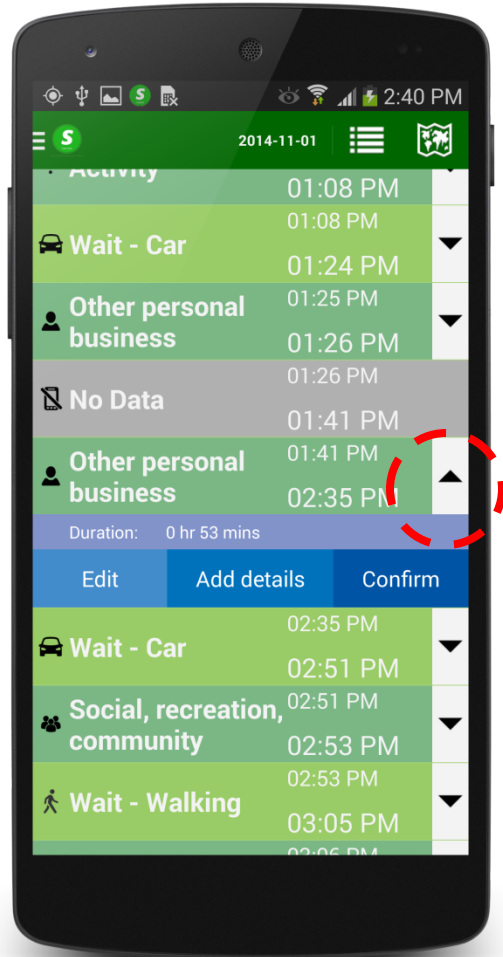 2:40 PM
S
2014-11-01
Activity
01:08 PM
01:08 PM
Wait - Car
01:24 PM
01:25 PM
Other personal
business
01:26 PM
01:26 PM
No Data
01:41 PM
01:41 PM
Other personal
business
02:35 PM
Duration: 0 hr 53 mins
Edit Add details Confirm
02:35 PM
Wait - Car
02:51 PM
02:51 PM
Social, recreation,
community
02:53 PM
02:53 PM
Wait - Walking
03:05 PM
03:06 PM